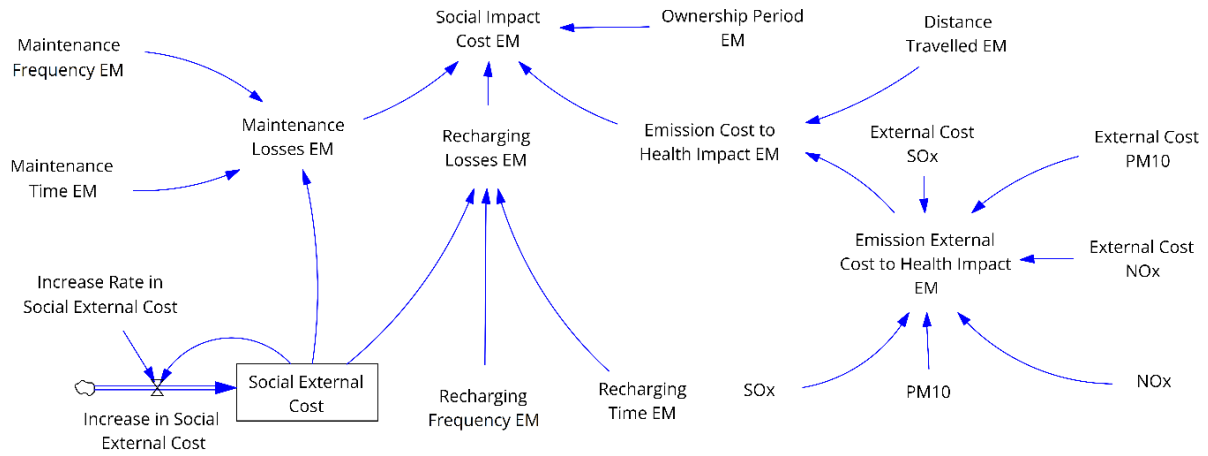 Social Impact
Cost EM
Ownership Period
EM
Distance
Travelled EM
Maintenance
Frequency EM
Maintenance
Losses EM
Recharging
Losses EM
Emission Cost to
Health Impact EM
External Cost
SOx
External Cost
PM10
Maintenance
Time EM
Emission External
Cost to Health Impact
EM
External Cost
NOx
Increase Rate in
Social External Cost
Social External
Cost
Increase in Social
External Cost
Recharging
Frequency EM
Recharging
Time EM
SOx
PM10
NOx